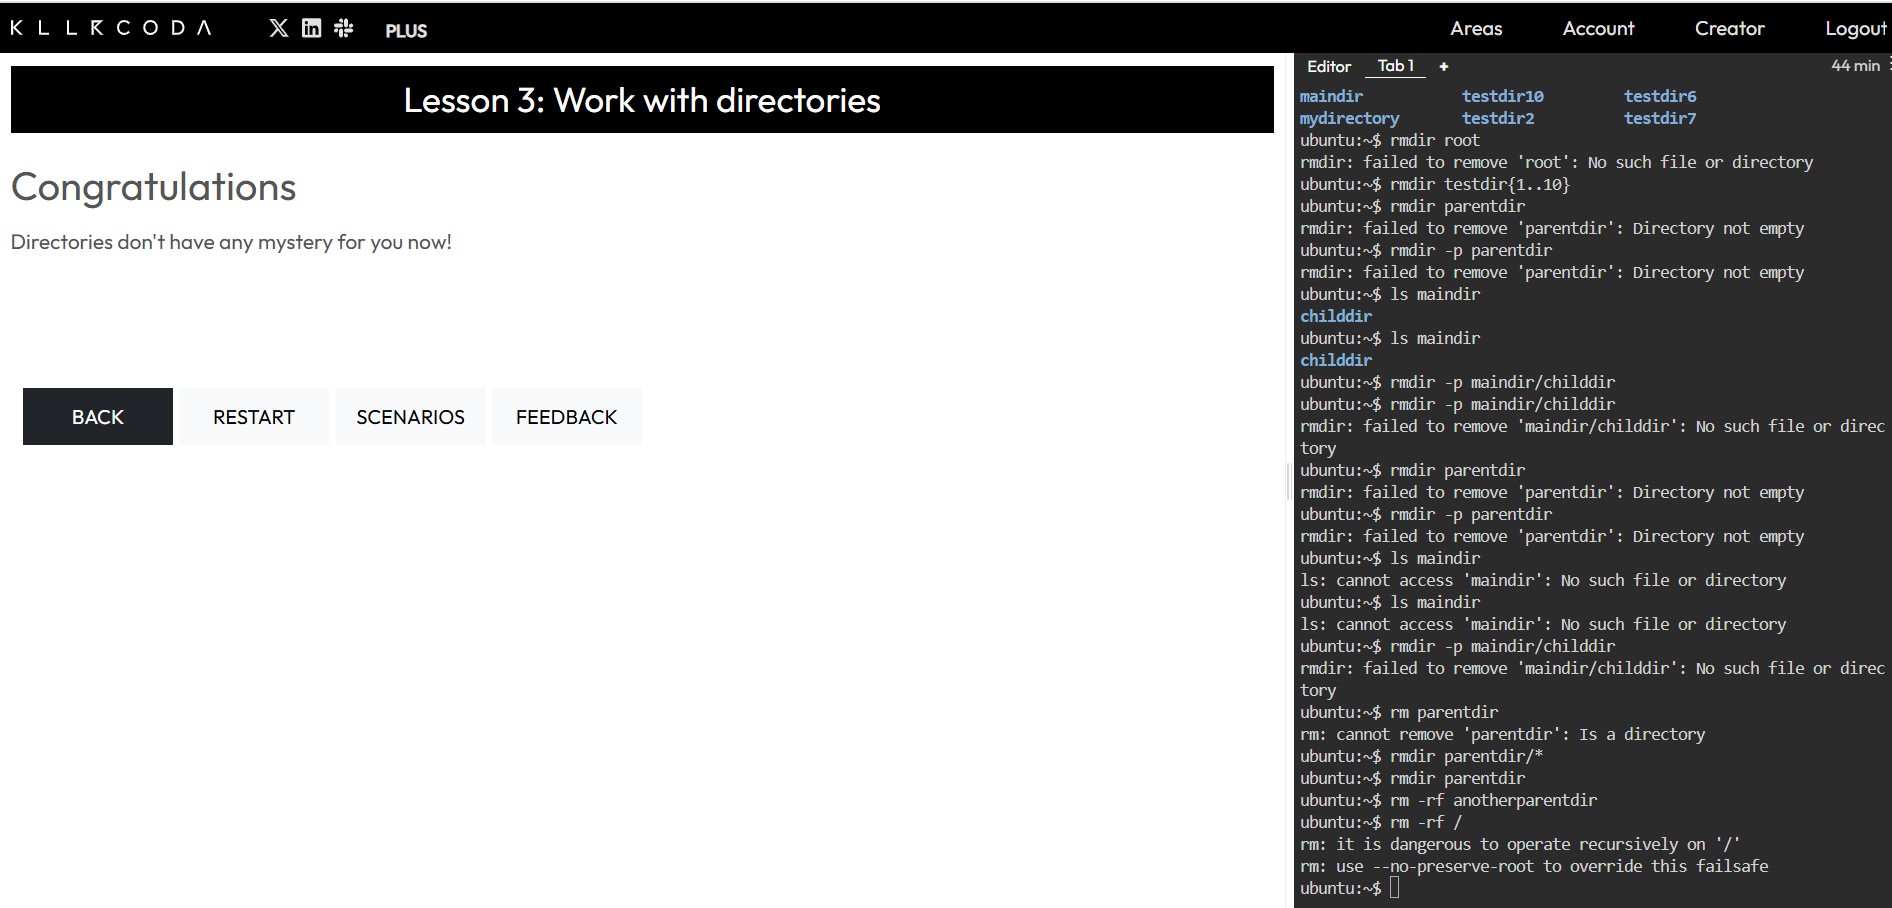 KLLRCODA PLUS Areas Account Creator Logout
Lesson 3: Work with directories
Congratulations
Directories don't have any mystery for you now!
BACK RESTART SCENARIOS FEEDBACK
Editor Tab 1 + 44 min
maindir testdir10 testdir6
mydirectory testdir2 testdir7
ubuntu:~$ rmdir root
rmdir: failed to remove 'root': No such file or directory
ubuntu:~$ rmdir testdir{1..10}
ubuntu:~$ rmdir parentdir
rmdir: failed to remove 'parentdir': Directory not empty
ubuntu:~$ rmdir -p parentdir
rmdir: failed to remove 'parentdir': Directory not empty
ubuntu:~$ ls maindir
childdir
ubuntu:~$ ls maindir
childdir
ubuntu:~$ rmdir -p maindir/childdir
ubuntu:~$ rmdir -p maindir/childdir
rmdir: failed to remove 'maindir/childdir': No such file or direc
tory
ubuntu:~$ rmdir parentdir
rmdir: failed to remove 'parentdir': Directory not empty
ubuntu:~$ rmdir -p parentdir
rmdir: failed to remove 'parentdir': Directory not empty
ubuntu:~$ ls maindir
ls: cannot access 'maindir': No such file or directory
ubuntu:~$ ls maindir
ls: cannot access 'maindir': No such file or directory
ubuntu:~$ rmdir -p maindir/childdir
rmdir: failed to remove 'maindir/childdir': No such file or direc
tory
ubuntu:~$ rm parentdir
rm: cannot remove 'parentdir': Is a directory
ubuntu:~$ rmdir parentdir/*
ubuntu:~$ rmdir parentdir
ubuntu:~$ rm -rf anotherparentdir
ubuntu:~$ rm -rf /
rm: it is dangerous to operate recursively on '/'
rm: use --no-preserve-root to override this failsafe
ubuntu:~$